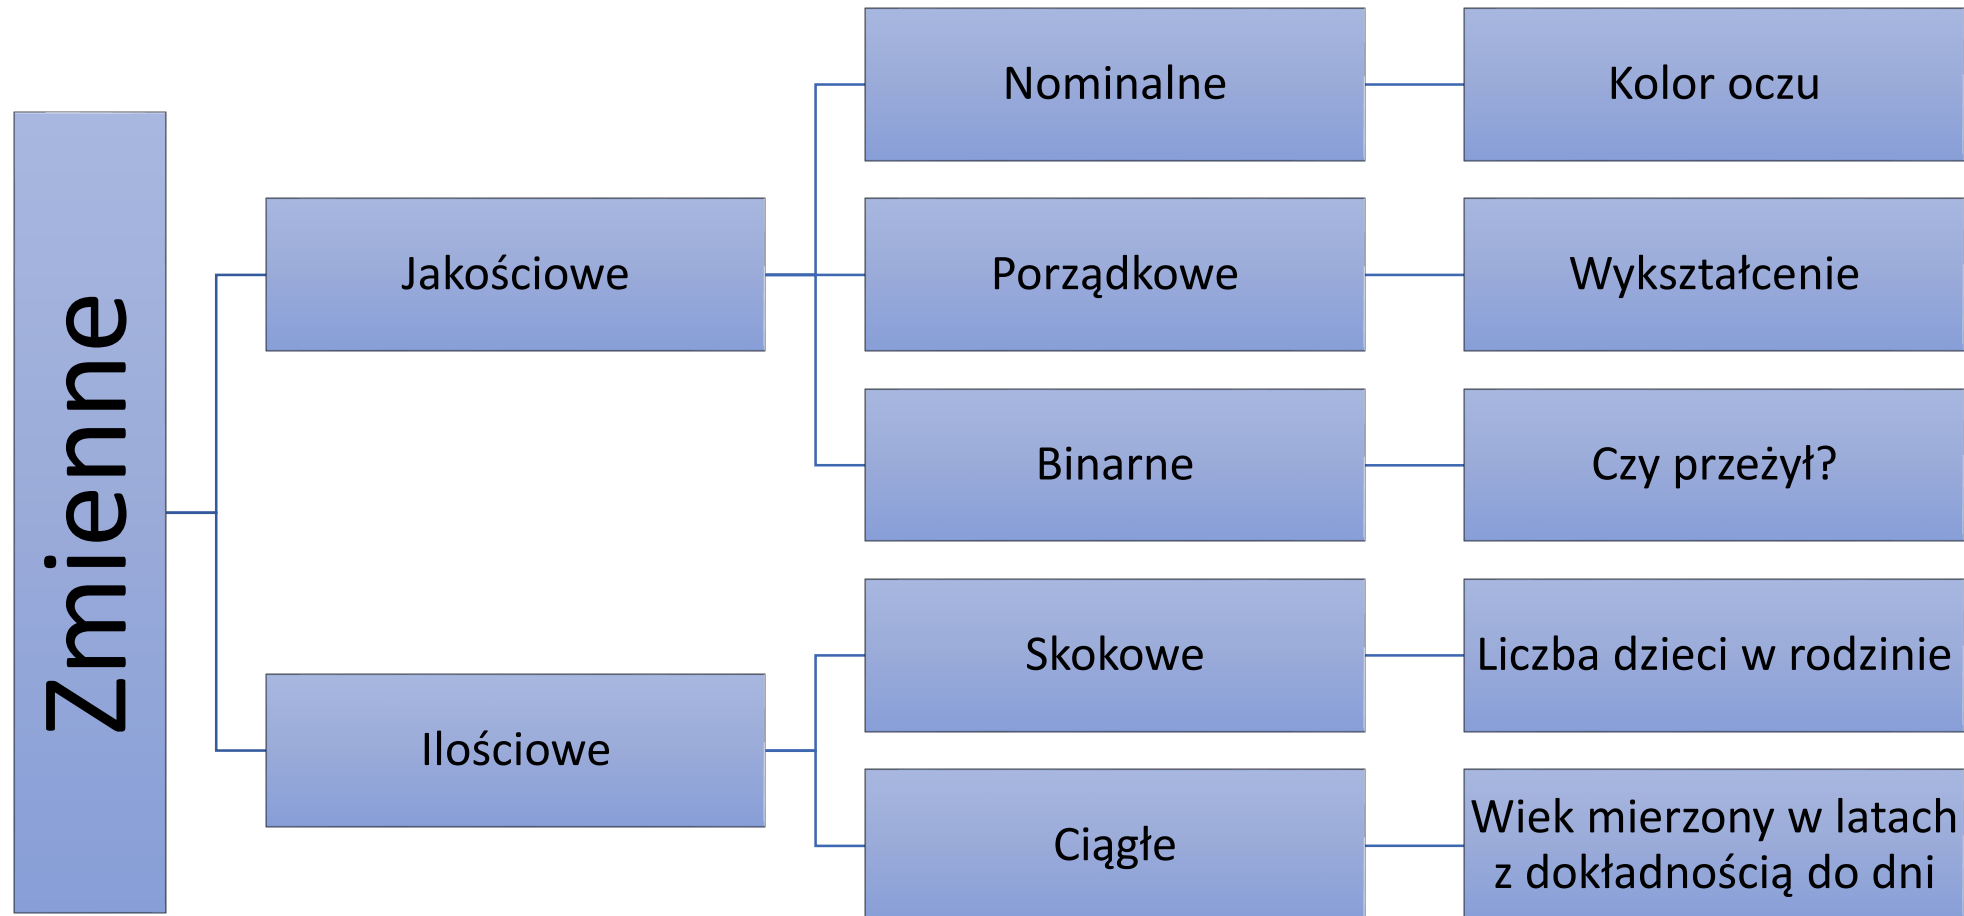 Zmienne
Jakościowe
Nominalne
Kolor oczu
Porządkowe
Wykształcenie
Binarne
Czy przeżył?
Ilościowe
Skokowe
Liczba dzieci w rodzinie
Ciągłe
Wiek mierzony w latach
z dokładnością do dni